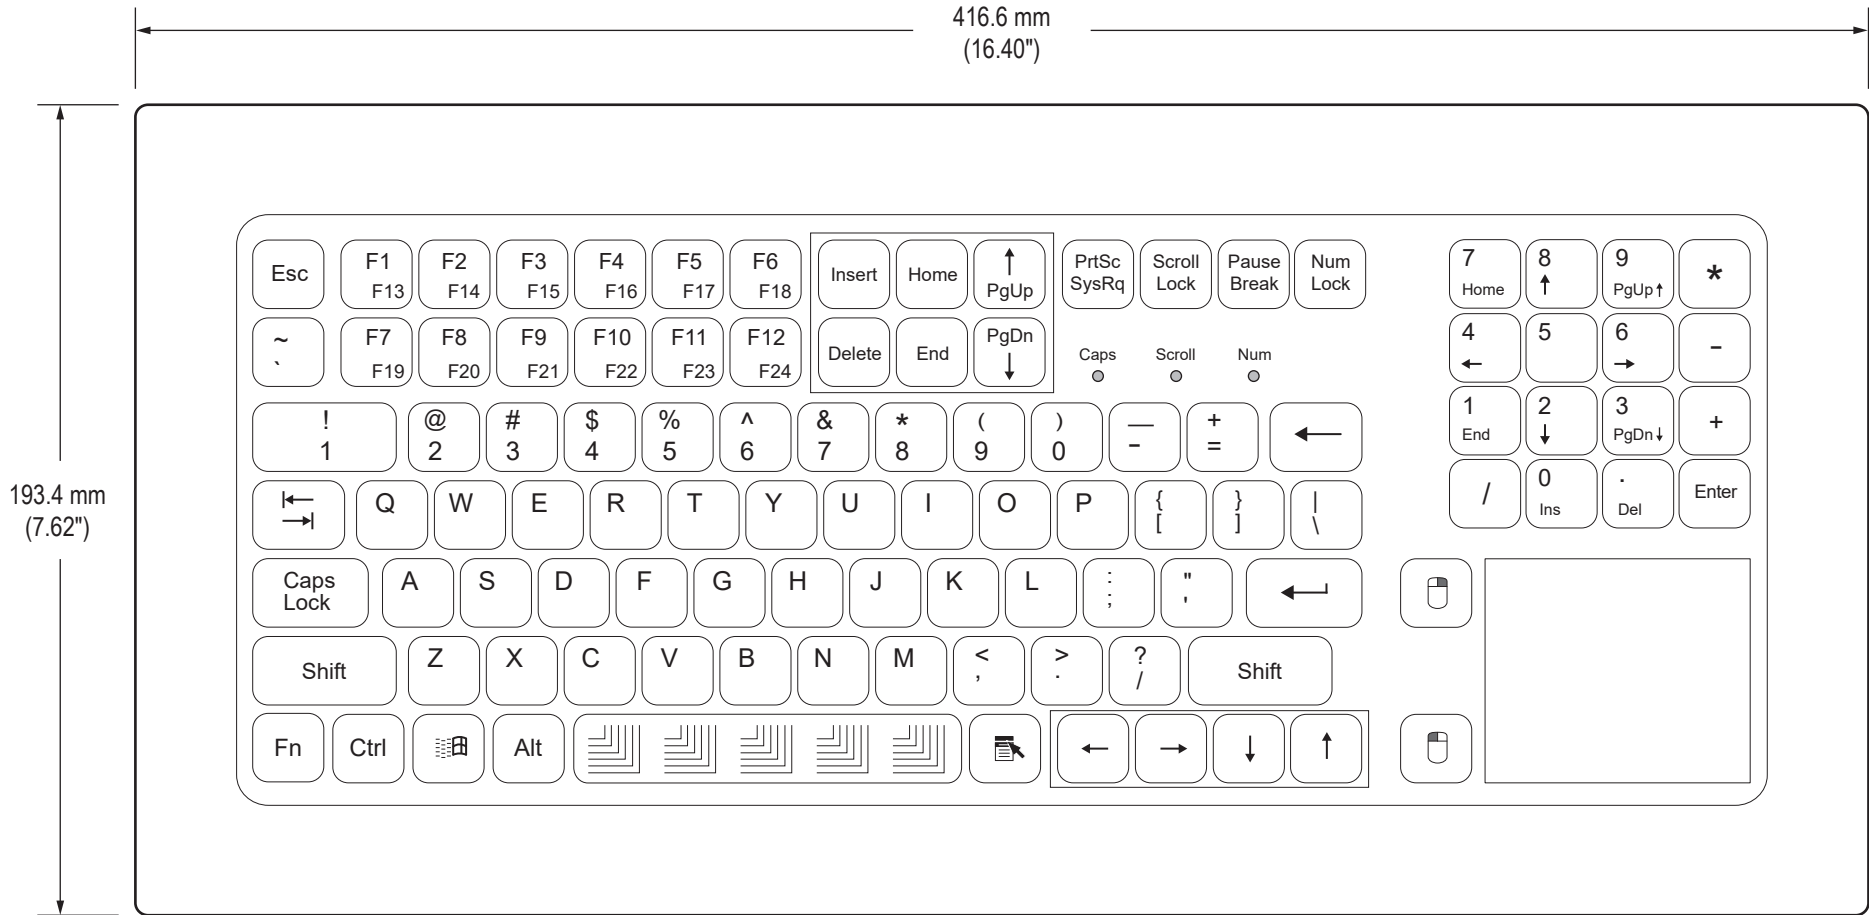 416.6 mm
(16.40")
193.4 mm
(7.62")
Esc F1 F2 F3 F4 F5 F6 Insert Home ↑ PrtSc Scroll Pause Num 7 8 9 *
F13 F14 F15 F16 F17 F18 PgUp SysRq Lock Break Lock Home ↑ PgUp↑
~ F7 F8 F9 F10 F11 F12 Delete End PgDn Caps Scroll Num 4 5 6 -
` F19 F20 F21 F22 F23 F24 ↓ ← →
! @ # $ % ^ & * ( ) — + ← 1 2 3 +
1 2 3 4 5 6 7 8 9 0 - = End ↓ PgDn↓
Q W E R T Y U I O P { } | / 0 . Enter
[ ] \ Ins Del
Caps A S D F G H J K L : "
Lock ; '
Shift Z X C V B N M < > ? Shift
, . /
Fn Ctrl Alt ← → ↓ ↑